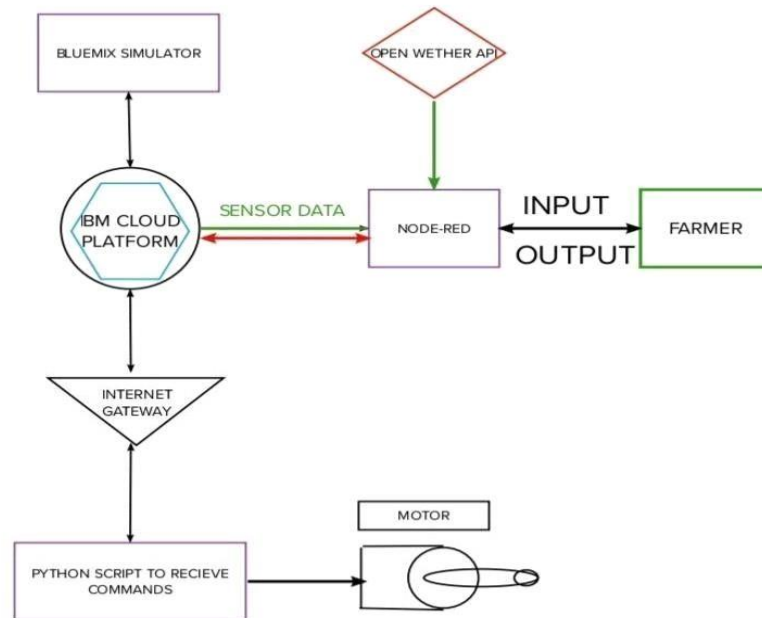 BLUEMIX SIMULATOR
OPEN WETHER API
IBM CLOUD
PLATFORM
SENSOR DATA
NODE-RED
INPUT
OUTPUT
FARMER
INTERNET
GATEWAY
MOTOR
PYTHON SCRIPT TO RECIEVE
COMMANDS